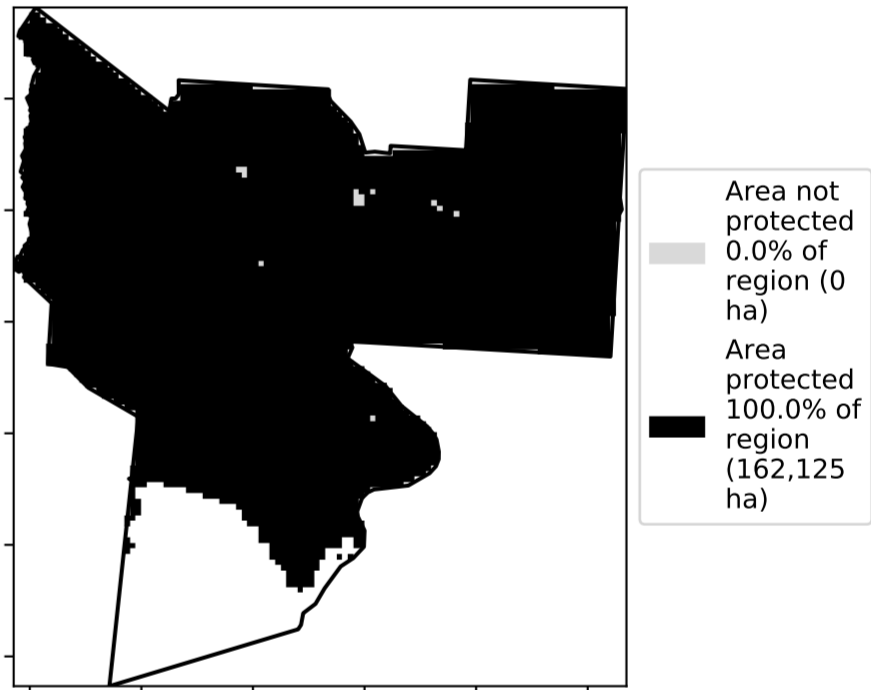 Area not
protected
0.0% of
region (0
ha)
Area
protected
100.0% of
region
(162,125
ha)